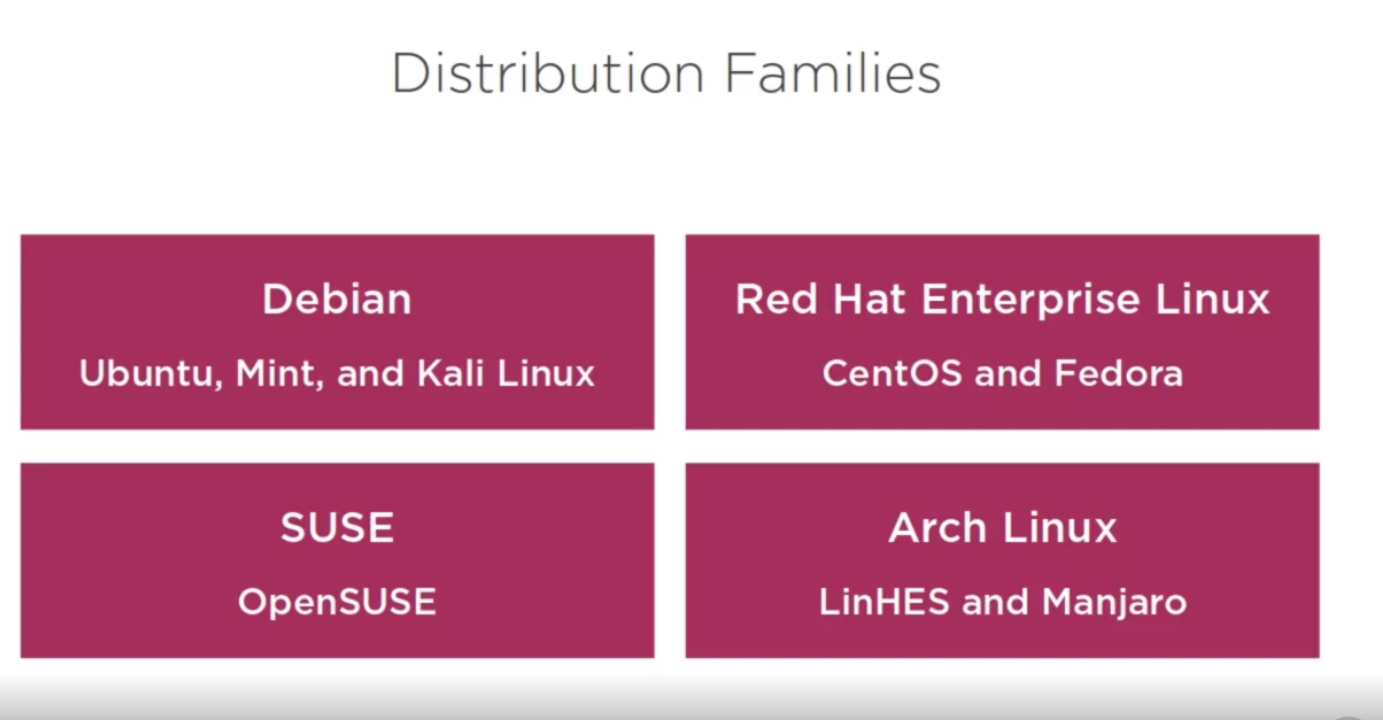 Distribution Families
Debian
Ubuntu, Mint, and Kali Linux
Red Hat Enterprise Linux
CentOS and Fedora
SUSE
OpenSUSE
Arch Linux
LinHES and Manjaro